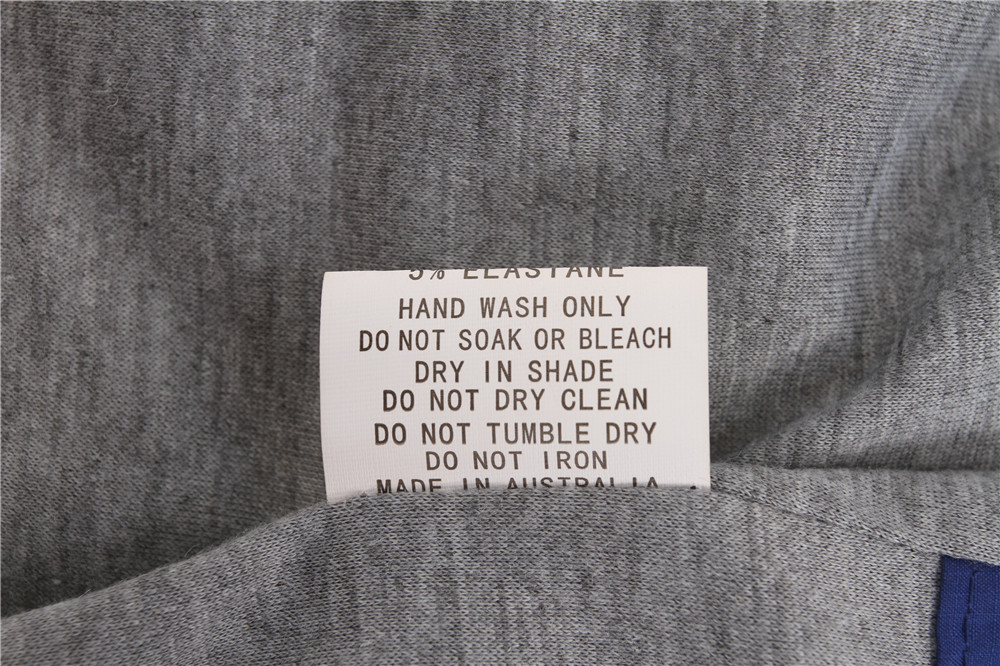 5% ELASTANE
HAND WASH ONLY
DO NOT SOAK OR BLEACH
DRY IN SHADE
DO NOT DRY CLEAN
DO NOT TUMBLE DRY
DO NOT IRON
MADE IN AUSTRALIA